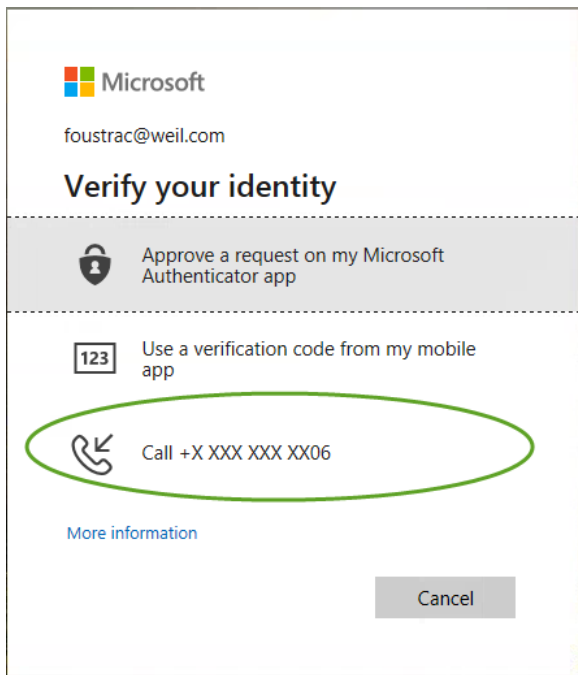 Microsoft
foustrac@weil.com
Verify your identity
Approve a request on my Microsoft
Authenticator app
123
Use a verification code from my mobile
app
Call +X XXX XXX XX06
More information
Cancel